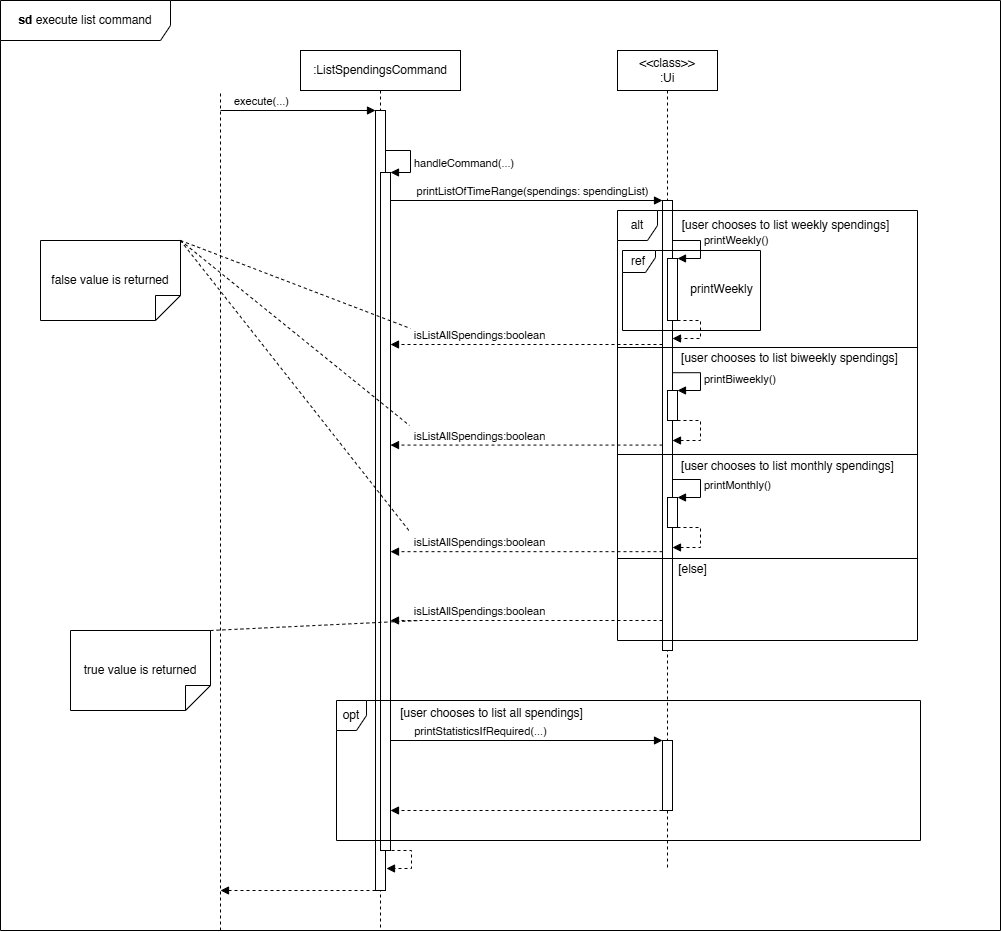 sd execute list command
:ListSpendingsCommand
<<class>>
:Ui
execute(...)
handleCommand(...)
printListOfTimeRange(spendings: spendingList)
alt
[user chooses to list weekly spendings]
printWeekly()
ref
printWeekly
false value is returned
isListAllSpendings:boolean
[user chooses to list biweekly spendings]
printBiweekly()
isListAllSpendings:boolean
[user chooses to list monthly spendings]
printMonthly()
isListAllSpendings:boolean
[else]
isListAllSpendings:boolean
true value is returned
opt
[user chooses to list all spendings]
printStatisticsIfRequired(...)